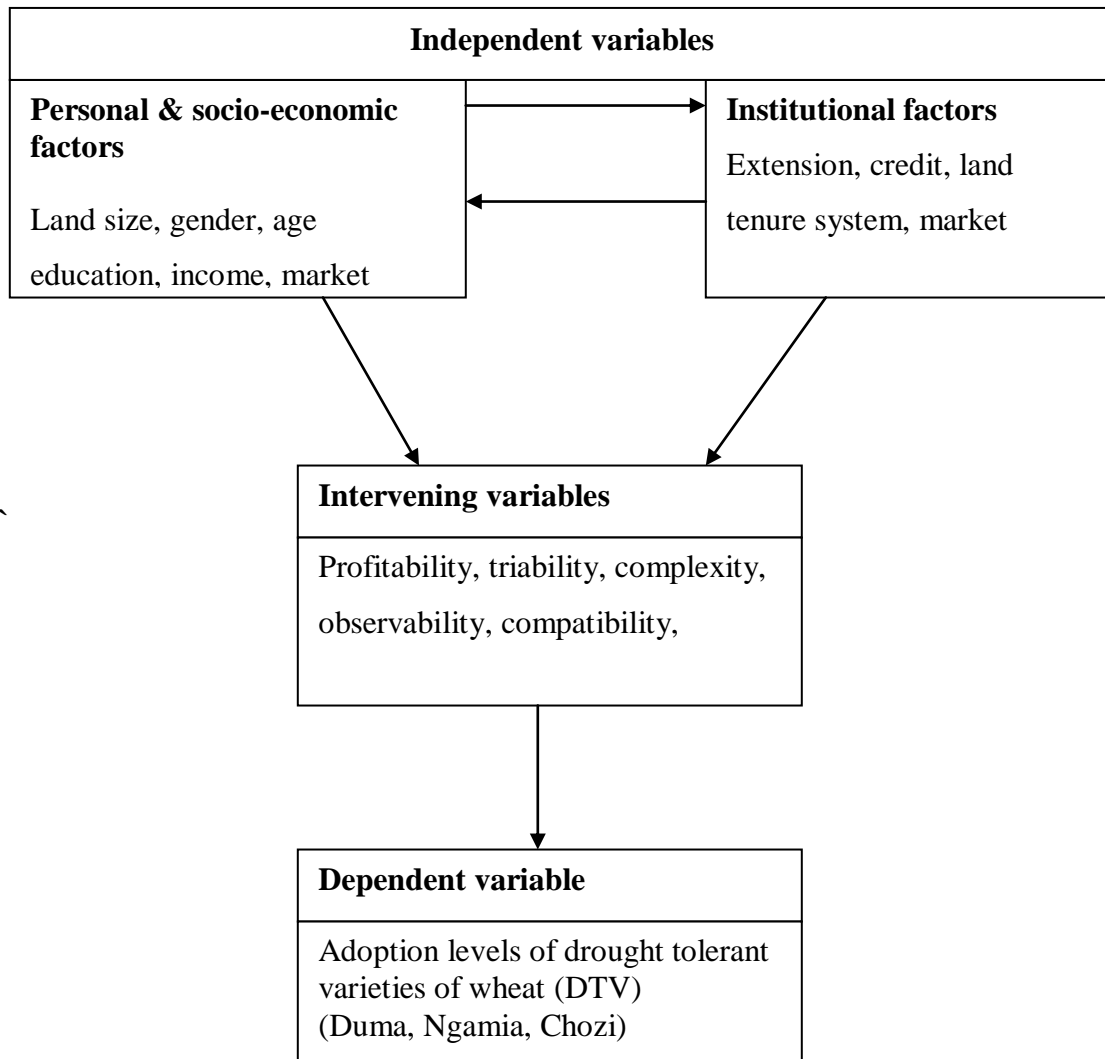 Independent variables
Personal & socio-economic
factors
Land size, gender, age
education, income, market
Institutional factors
Extension, credit, land
tenure system, market
Intervening variables
Profitability, triability, complexity,
observability, compatibility,
`
Dependent variable
Adoption levels of drought tolerant
varieties of wheat (DTV)
(Duma, Ngamia, Chozi)